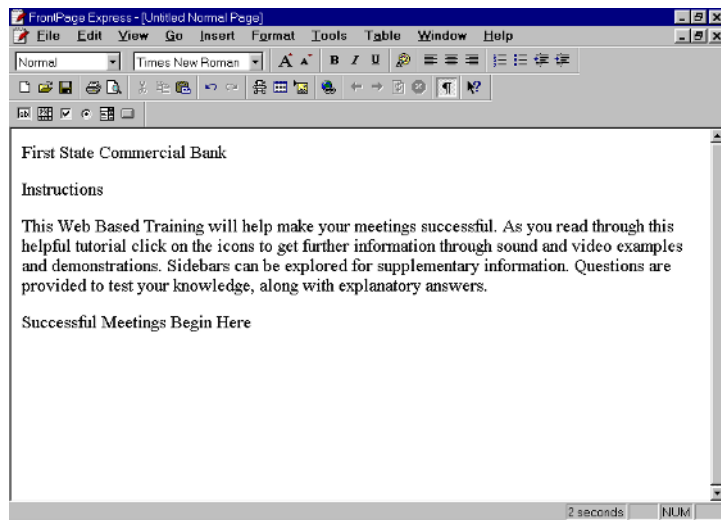 FrontPage Express - [Untitled Normal Page]
File Edit View Go Insert Format Tools Table Window Help
Normal Times New Roman A A B I U
First State Commercial Bank
Instructions
This Web Based Training will help make your meetings successful. As you read through this
helpful tutorial click on the icons to get further information through sound and video examples
and demonstrations. Sidebars can be explored for supplementary information. Questions are
provided to test your knowledge, along with explanatory answers.
Successful Meetings Begin Here
2 seconds NUM